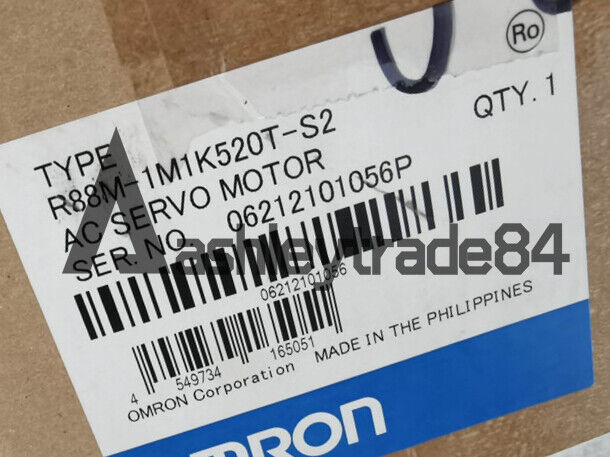 Ro
TYPE
QTY. 1
R88M-1M1K520T-S2
AC SERVO MOTOR
SER. NO. 06212101056P
ashleytrade84
06212101056
4 549734 165051
OMRON Corporation MADE IN THE PHILIPPINES
OMRON